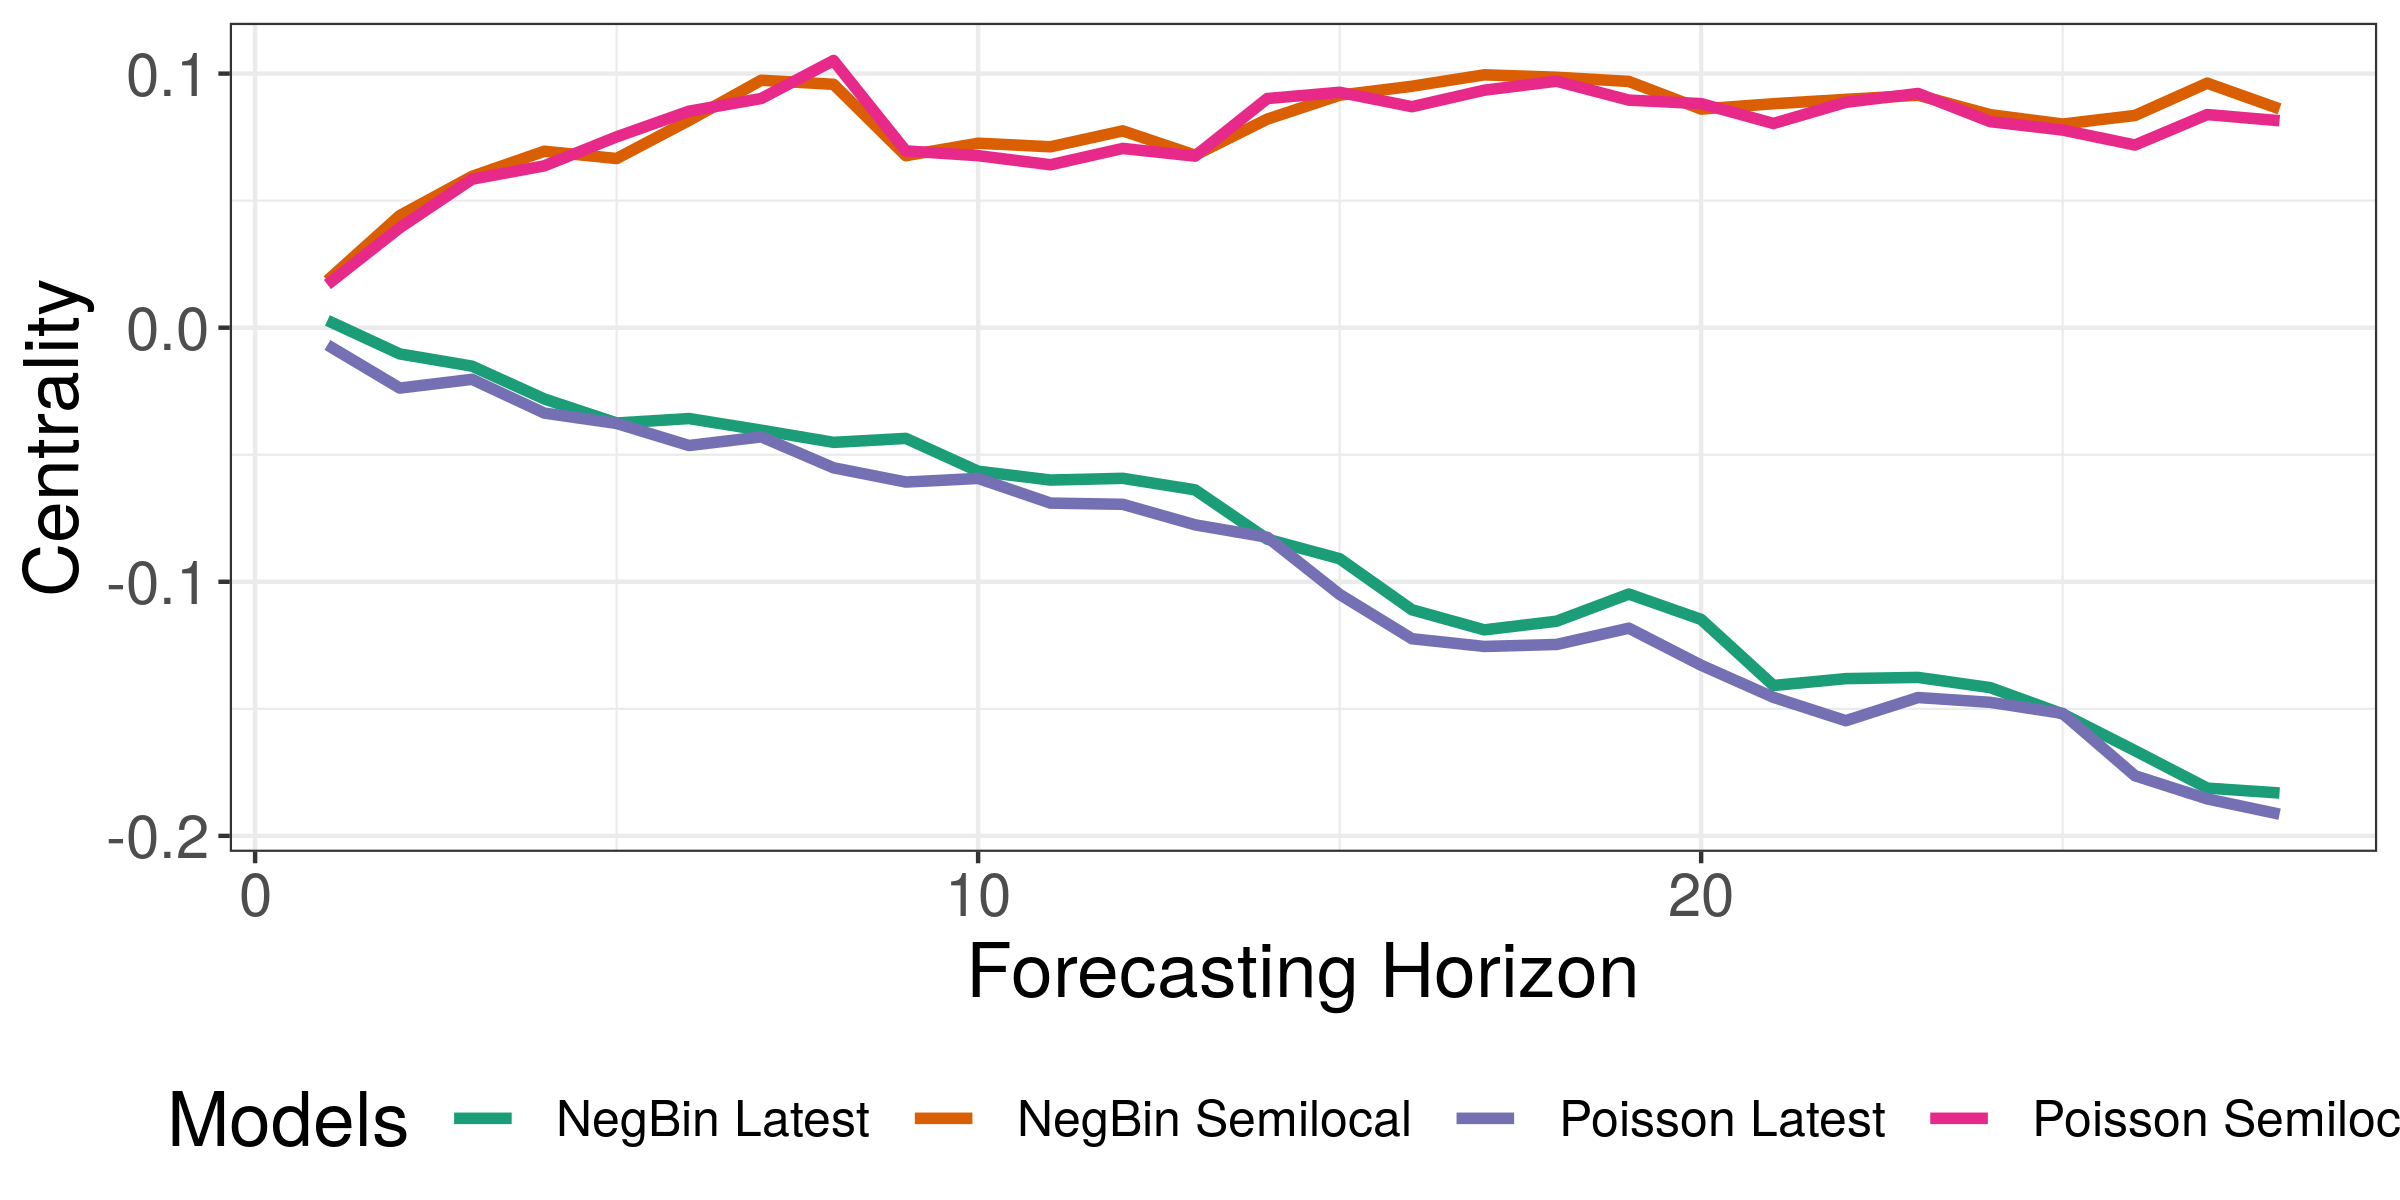 0.1
0.0
-0.1
-0.2
Centrality
0 10 20
Forecasting Horizon
Models NegBin Latest NegBin Semilocal Poisson Latest Poisson Semiloc